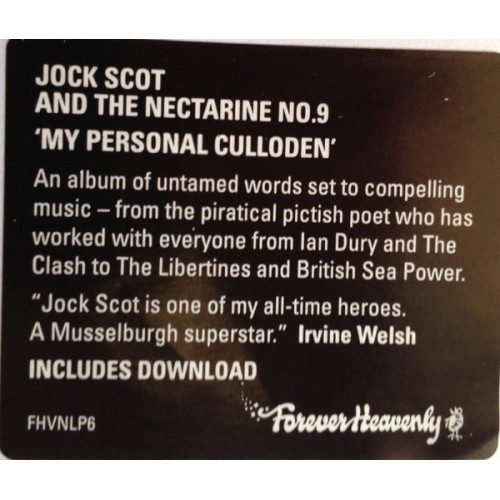 JOCK SCOT
AND THE NECTARINE NO.9
'MY PERSONAL CULLODEN'
An album of untamed words set to compelling
music – from the piratical pictish poet who has
worked with everyone from Ian Dury and The
Clash to The Libertines and British Sea Power.
"Jock Scot is one of my all-time heroes.
A Musselburgh superstar." Irvine Welsh
INCLUDES DOWNLOAD
FHVNLP6
Forever Heavenly